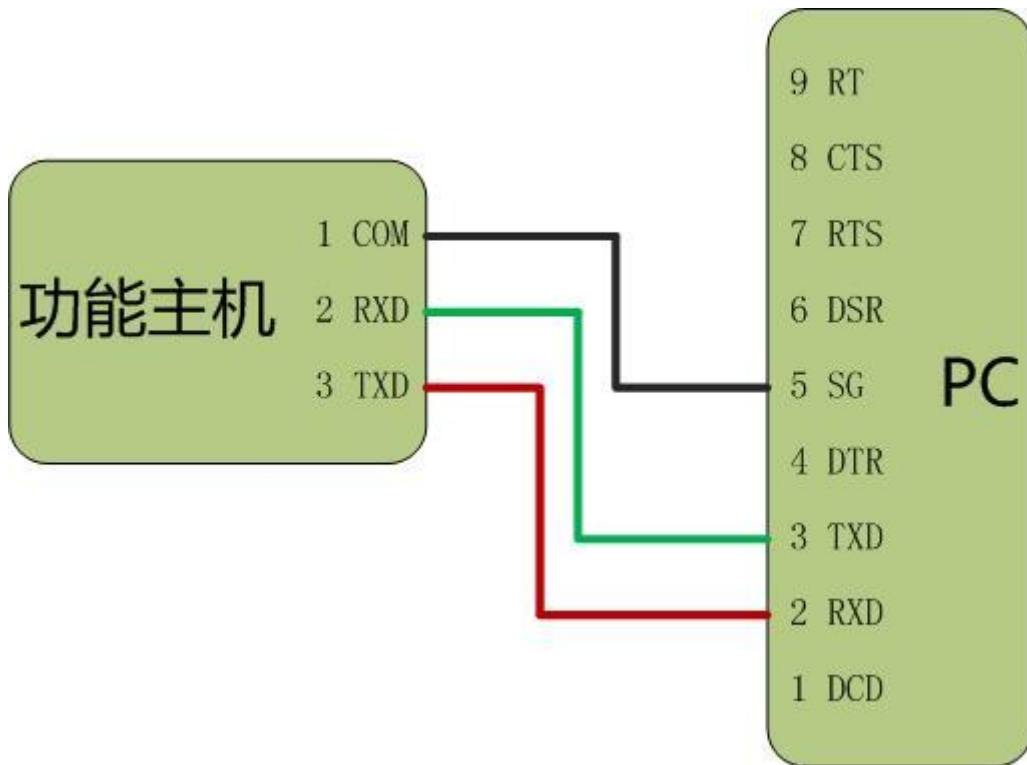 功能主机
1 COM
2 RXD
3 TXD
9 RT
8 CTS
7 RTS
6 DSR
5 SG
4 DTR
3 TXD
2 RXD
1 DCD
PC